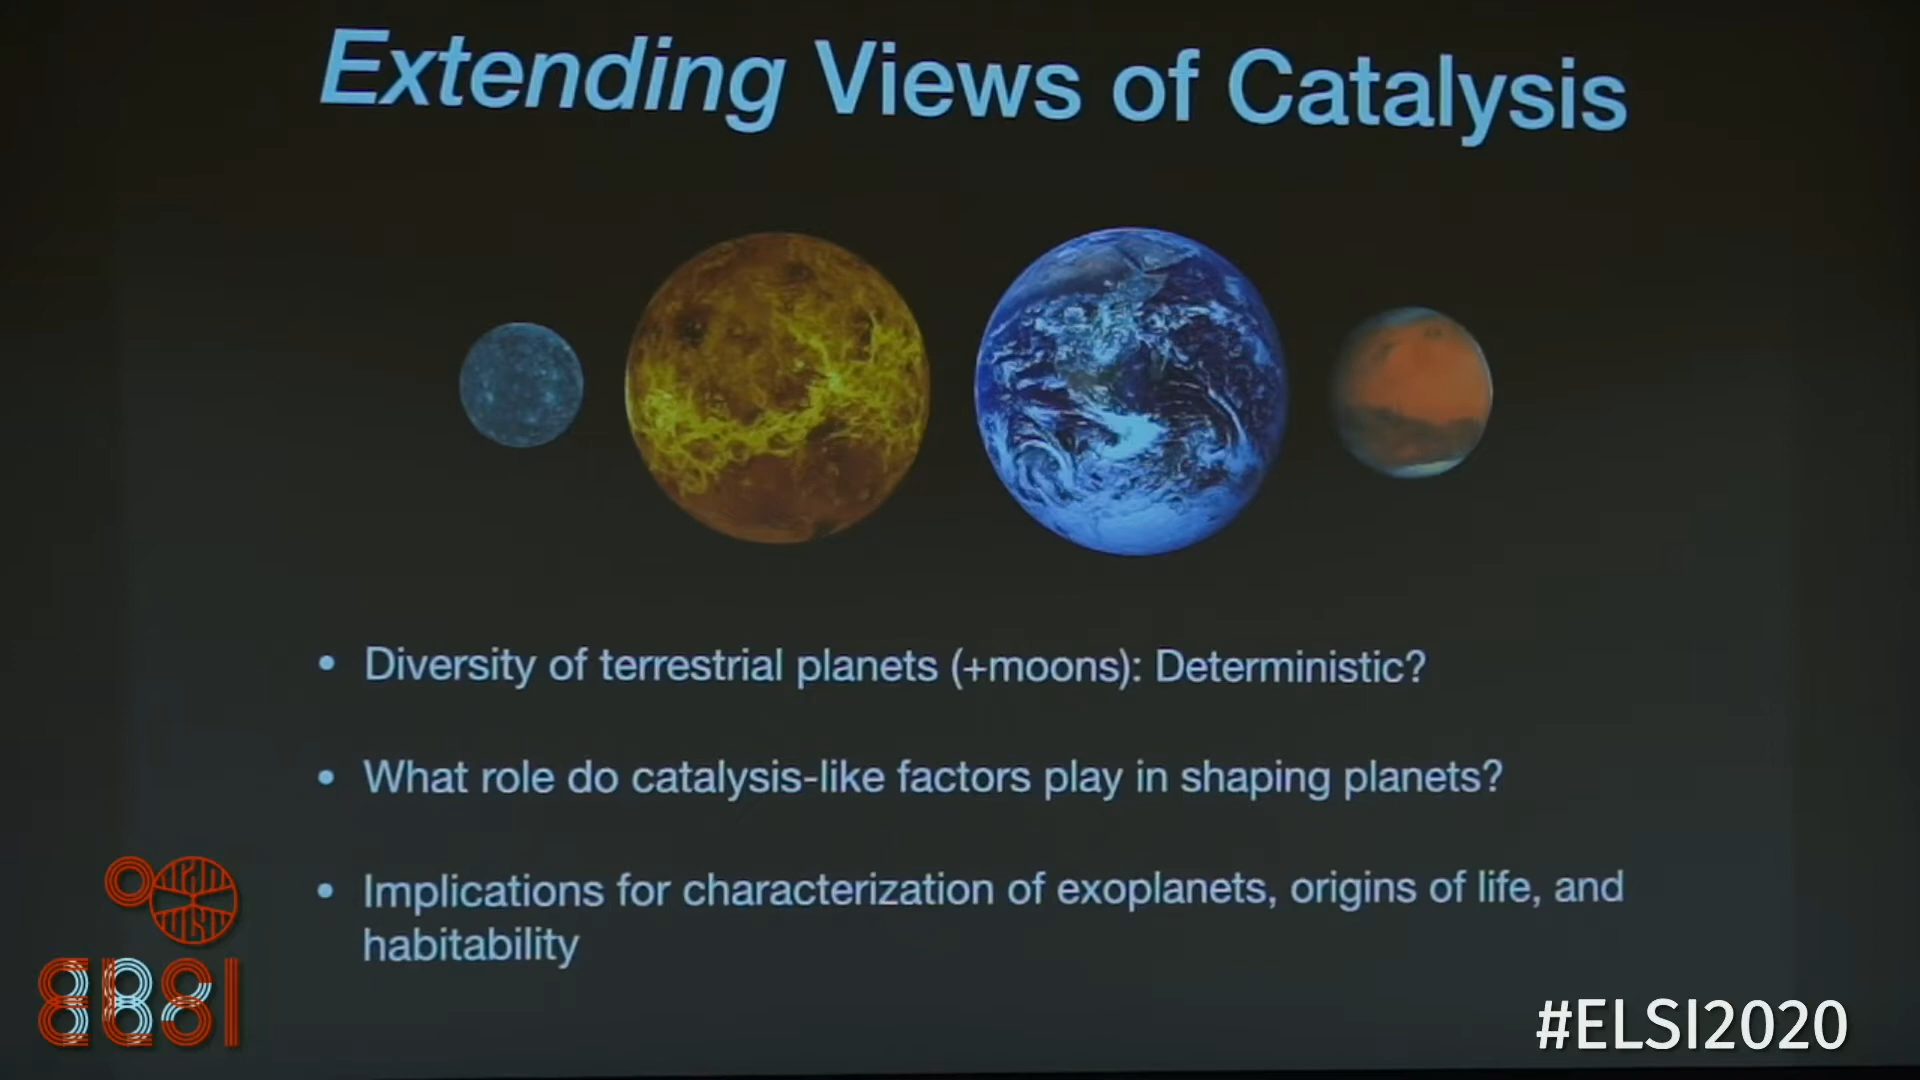 Extending Views of Catalysis
• Diversity of terrestrial planets (+moons): Deterministic?
• What role do catalysis-like factors play in shaping planets?
• Implications for characterization of exoplanets, origins of life, and
habitability
ELSI
#ELSI2020